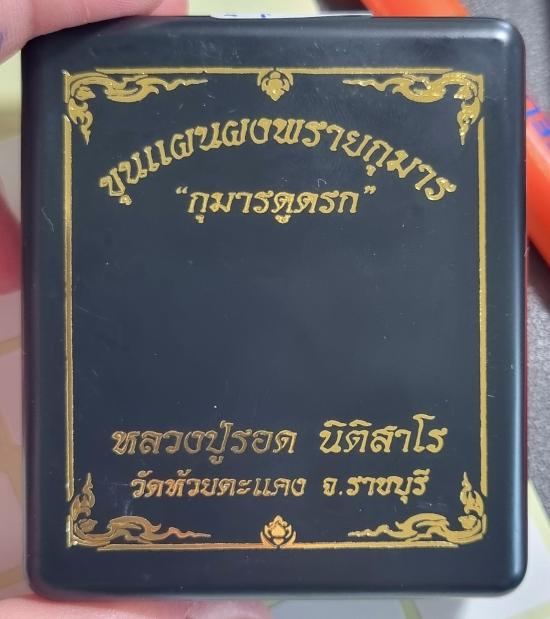 ขุนแผนผงพรายกุมาร
“กุมารดูดรก”
หลวงปู่รอด นิติสาโร
วัดห้วยตะแคง จ.ราชบุรี